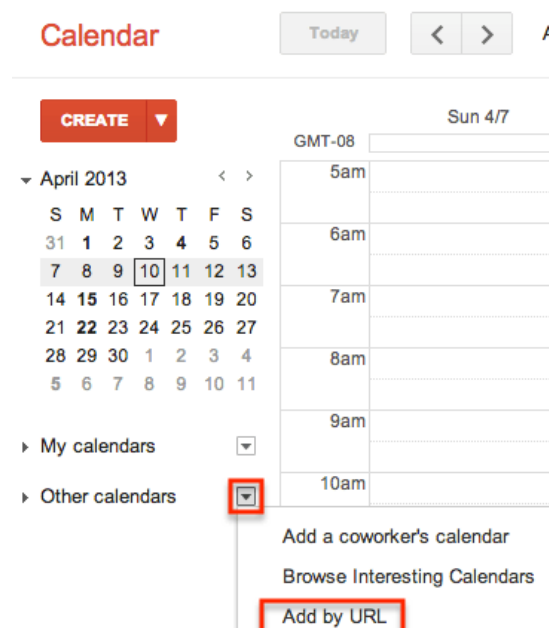 Calendar
Today
CREATE
Sun 4/7
GMT-08
April 2013
S M T W T F S
31 1 2 3 4 5 6
7 8 9 10 11 12 13
14 15 16 17 18 19 20
21 22 23 24 25 26 27
28 29 30 1 2 3 4
5 6 7 8 9 10 11
My calendars
Other calendars
5am
6am
7am
8am
9am
10am
Add a coworker's calendar
Browse Interesting Calendars
Add by URL